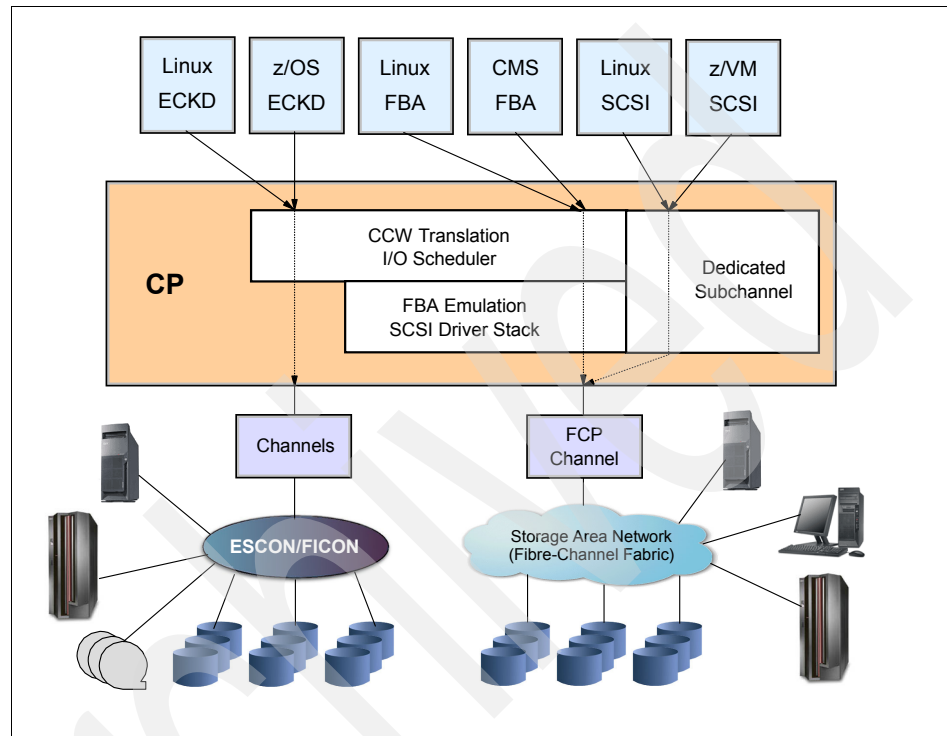 Linux
ECKD
z/OS
ECKD
Linux
FBA
CMS
FBA
Linux
SCSI
z/VM
SCSI
CP
CCW Translation
I/O Scheduler
FBA Emulation
SCSI Driver Stack
Dedicated
Subchannel
Channels
FCP
Channel
ESCON/FICON
Storage Area Network
(Fibre-Channel Fabric)